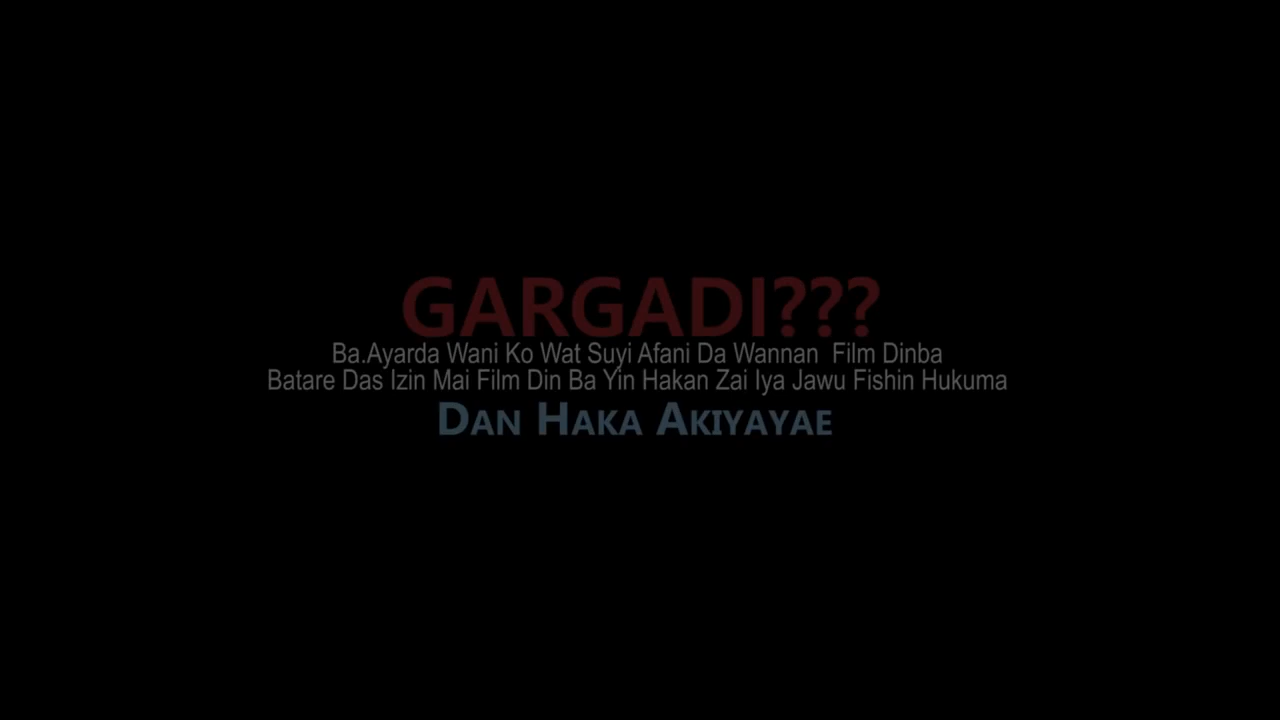 GARGADI???
Ba.Ayarda Wani Ko Wat Suyi Afani Da Wannan Film Dinba
Batare Das Izin Mai Film Din Ba Yin Hakan Zai Iya Jawu Fishin Hukuma
DAN HAKA AKIYAYAE